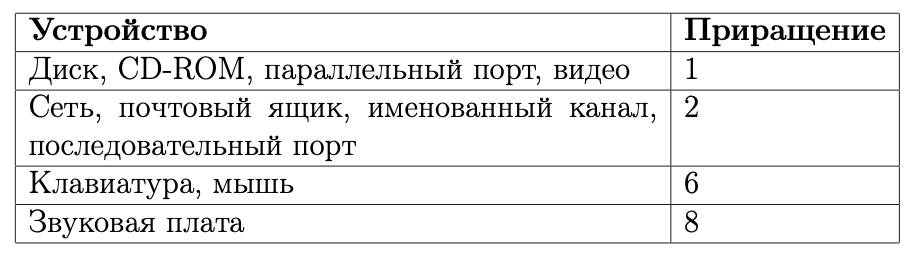 Устройство Приращение
Диск, CD-ROM, параллельный порт, видео 1
Сеть, почтовый ящик, именованный канал, 2
последовательный порт
Клавиатура, мышь 6
Звуковая плата 8